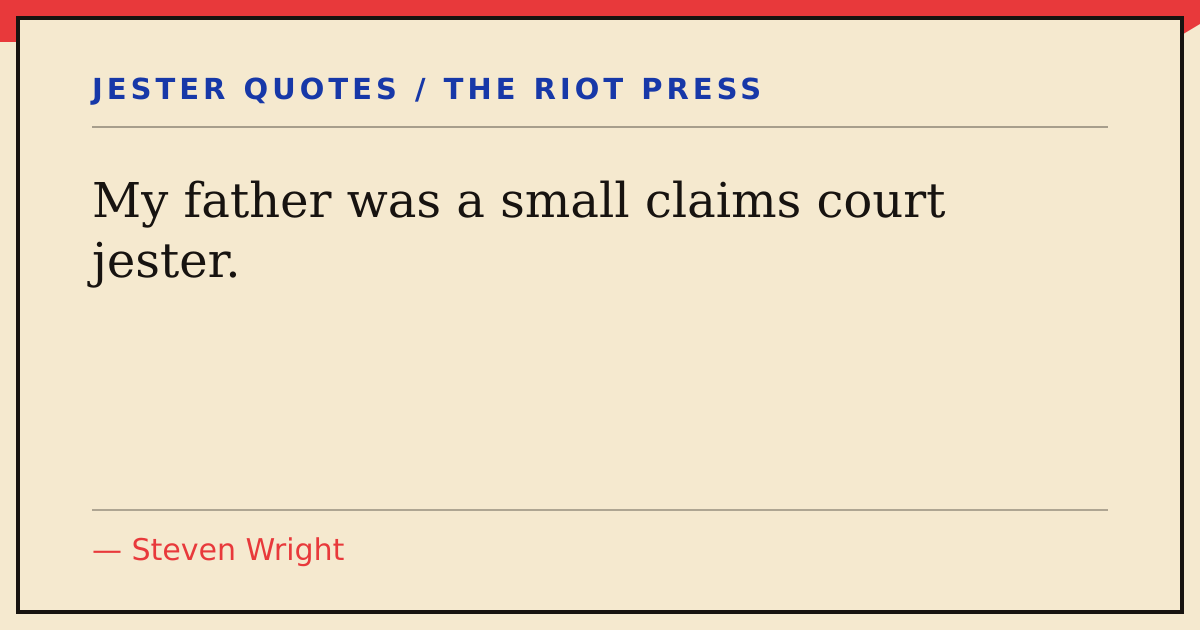 JESTER QUOTES / THE RIOT PRESS
My father was a small claims court
jester.
— Steven Wright